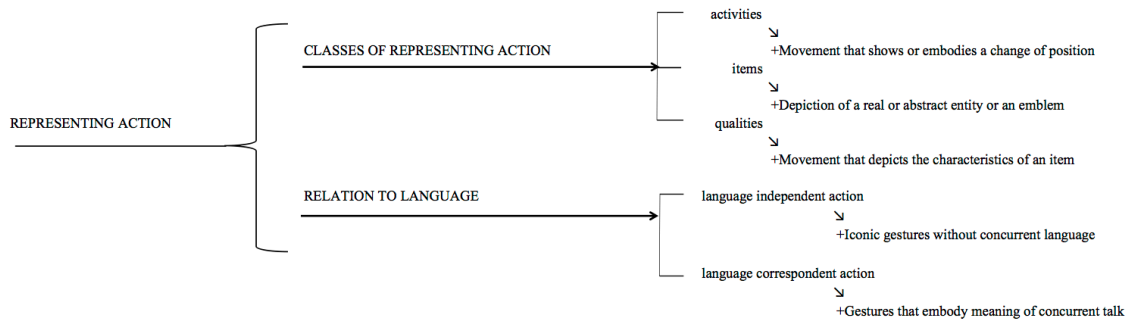 activities
↘
CLASSES OF REPRESENTING ACTION
+Movement that shows or embodies a change of position
items
↘
+Depiction of a real or abstract entity or an emblem
REPRESENTING ACTION
qualities
↘
+Movement that depicts the characteristics of an item
RELATION TO LANGUAGE
language independent action
↘
+Iconic gestures without concurrent language
language correspondent action
↘
+Gestures that embody meaning of concurrent talk